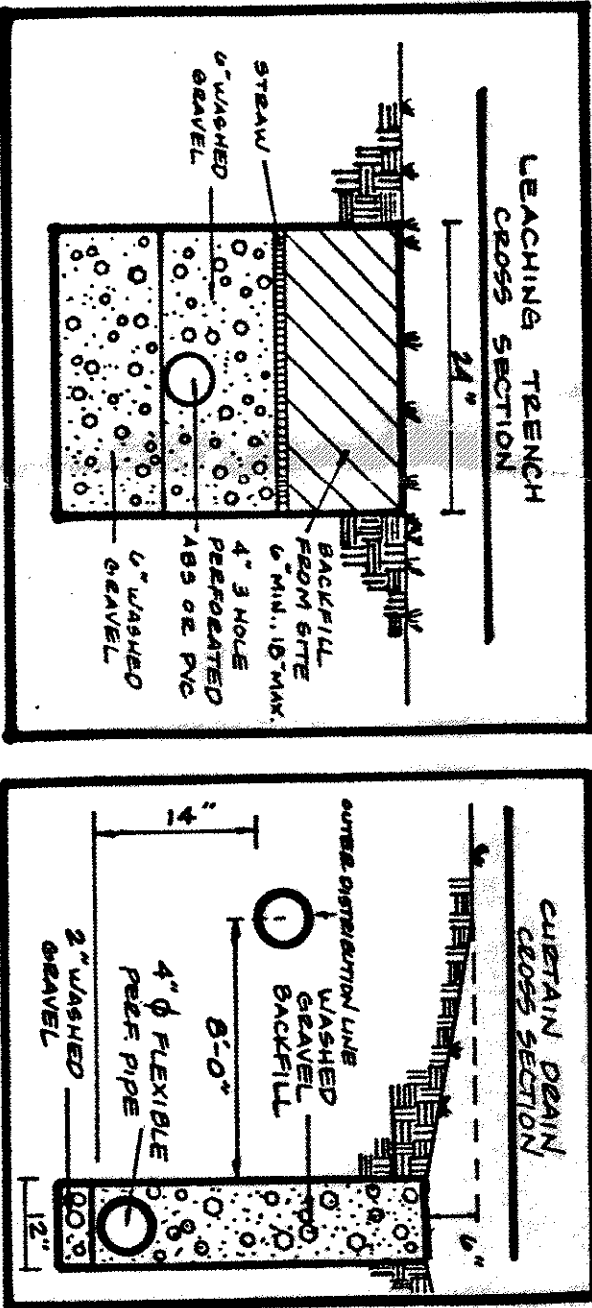 LEACHING TRENCH
CROSS SECTION
24"
STRAW
6" WASHED
GRAVEL
BACKFILL
FROM SITE
6" MIN., 18" MAX.
4" 3 HOLE
PERFORATED
ABS OR PVC
6" WASHED
GRAVEL
CURTAIN DRAIN
CROSS SECTION
6"
OUTER DISTRIBUTION LINE
WASHED
GRAVEL
BACKFILL
14"
8'-0"
4" ϕ FLEXIBLE
PERF. PIPE
2" WASHED
GRAVEL
12"